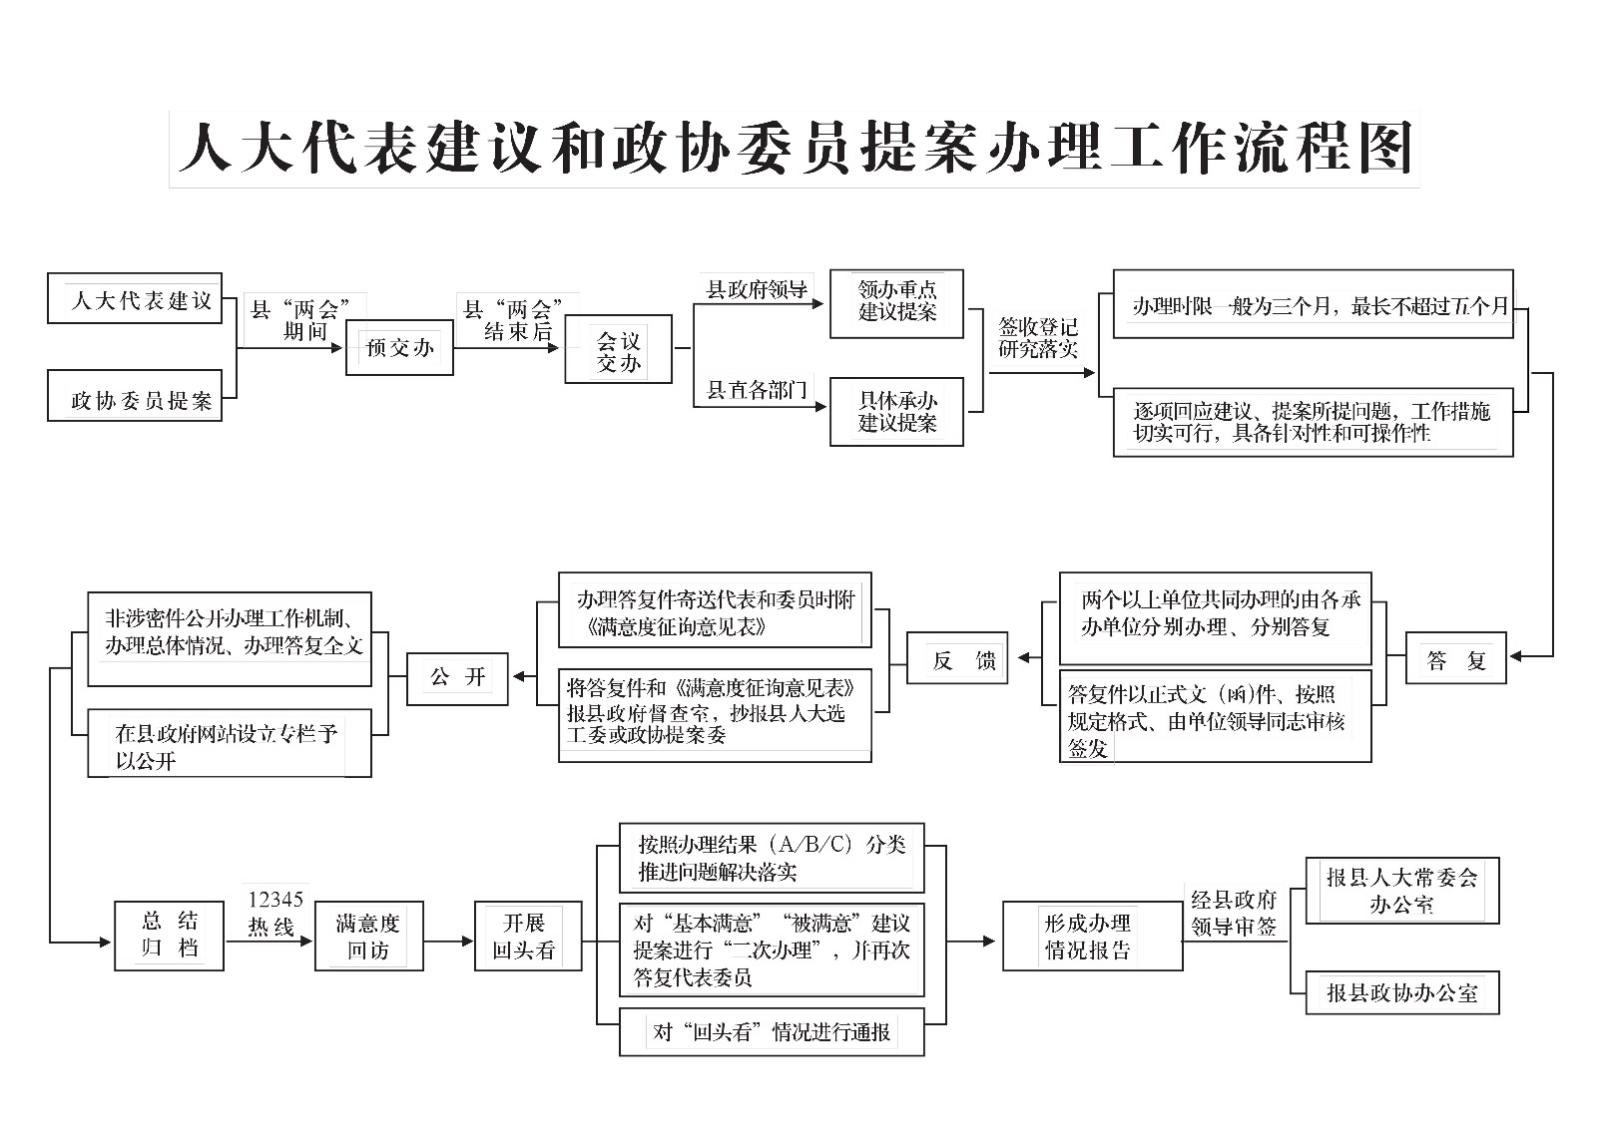 人大代表建议和政协委员提案办理工作流程图
人大代表建议
政协委员提案
县“两会”
期间
预交办
县“两会”
结束后
会议
交办
县政府领导
县直各部门
领办重点
建议提案
具体承办
建议提案
签收登记
研究落实
办理时限一般为三个月，最长不超过五个月
逐项回应建议、提案所提问题，工作措施
切实可行，具备针对性和可操作性
答 复
两个以上单位共同办理的由各承
办单位分别办理、分别答复
答复件以正式文（函)件、按照
规定格式、由单位领导同志审核
签发
反 馈
办理答复件寄送代表和委员时附
《满意度征询意见表》
将答复件和《满意度征询意见表》
报县政府督查室，抄报县人大选
工委或政协提案委
公 开
非涉密件公开办理工作机制、
办理总体情况、办理答复全文
在县政府网站设立专栏予
以公开
总 结
归 档
12345
热线
满意度
回访
开展
回头看
按照办理结果（A/B/C）分类
推进问题解决落实
对“基本满意”“被满意”建议
提案进行“二次办理”，并再次
答复代表委员
对“回头看”情况进行通报
形成办理
情况报告
经县政府
领导审签
报县人大常委会
办公室
报县政协办公室